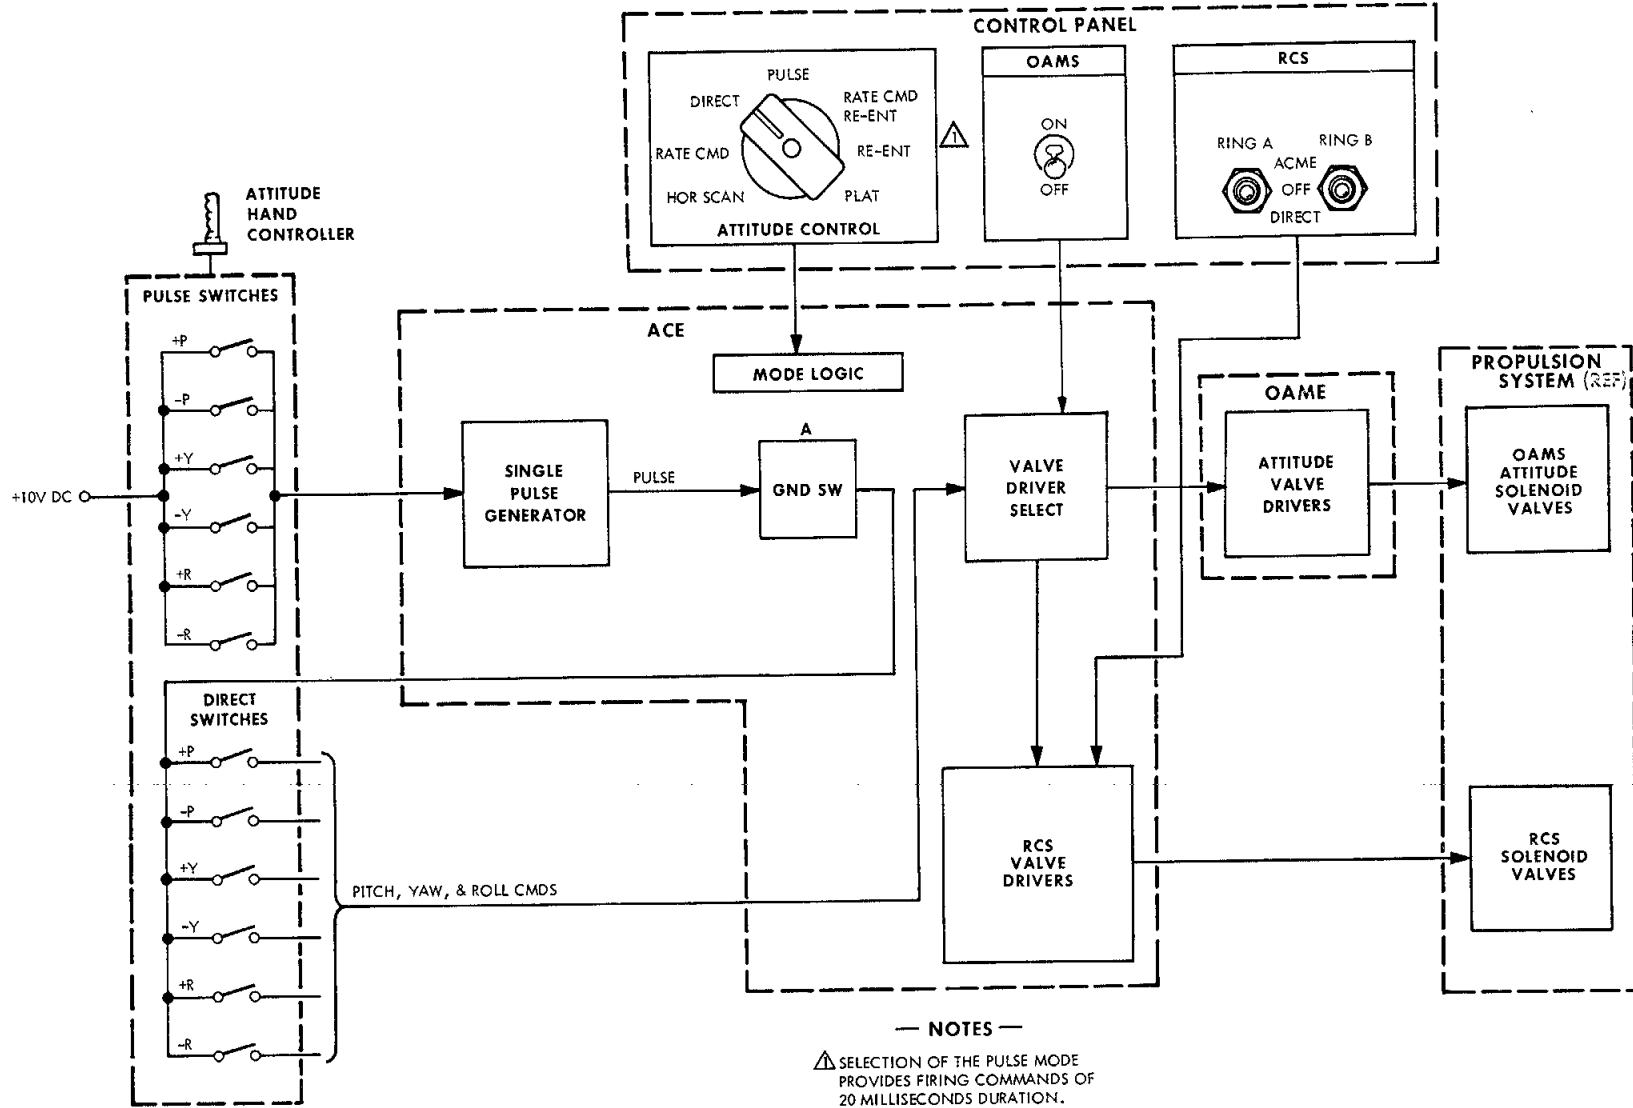 CONTROL PANEL
PULSE
DIRECT
RATE CMD
RE-ENT
RATE CMD
RE-ENT
HOR SCAN
PLAT
ATTITUDE CONTROL
1
OAMS
ON
OFF
RCS
RING A
RING B
ACME
OFF
DIRECT
ATTITUDE
HAND
CONTROLLER
PULSE SWITCHES
+P
-P
+Y
-Y
+R
-R
+10V DC
ACE
MODE LOGIC
SINGLE
PULSE
GENERATOR
PULSE
A
GND SW
VALVE
DRIVER
SELECT
OAME
ATTITUDE
VALVE
DRIVERS
PROPULSION
SYSTEM (REF)
OAMS
ATTITUDE
SOLENOID
VALVES
DIRECT
SWITCHES
+P
-P
+Y
-Y
+R
-R
PITCH, YAW, & ROLL CMDS
RCS
VALVE
DRIVERS
RCS
SOLENOID
VALVES
— NOTES —
1 SELECTION OF THE PULSE MODE
PROVIDES FIRING COMMANDS OF
20 MILLISECONDS DURATION.